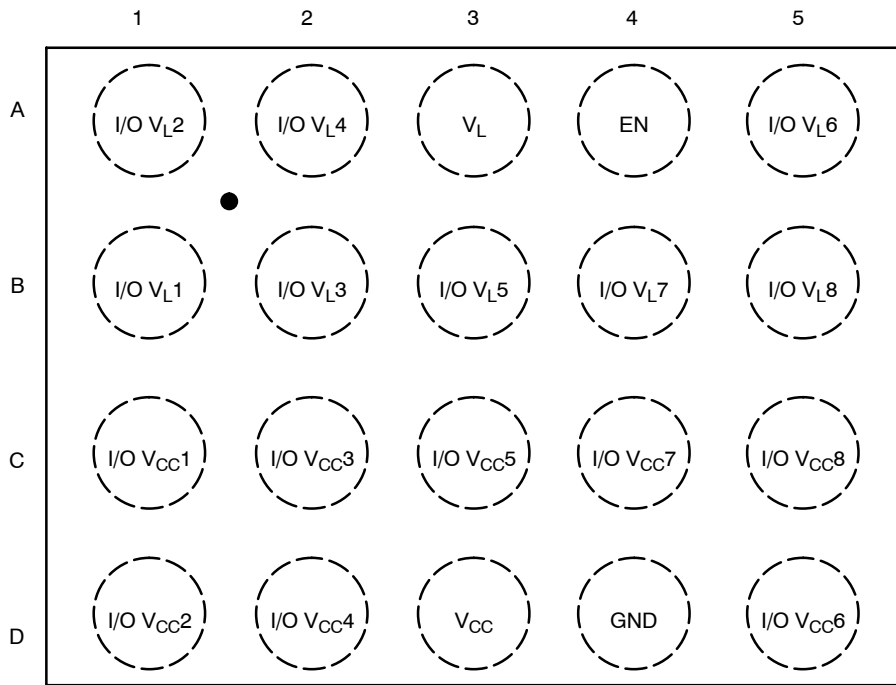 1 2 3 4 5
A I/O VL2 I/O VL4 VL EN I/O VL6
B I/O VL1 I/O VL3 I/O VL5 I/O VL7 I/O VL8
C I/O VCC1 I/O VCC3 I/O VCC5 I/O VCC7 I/O VCC8
D I/O VCC2 I/O VCC4 VCC GND I/O VCC6